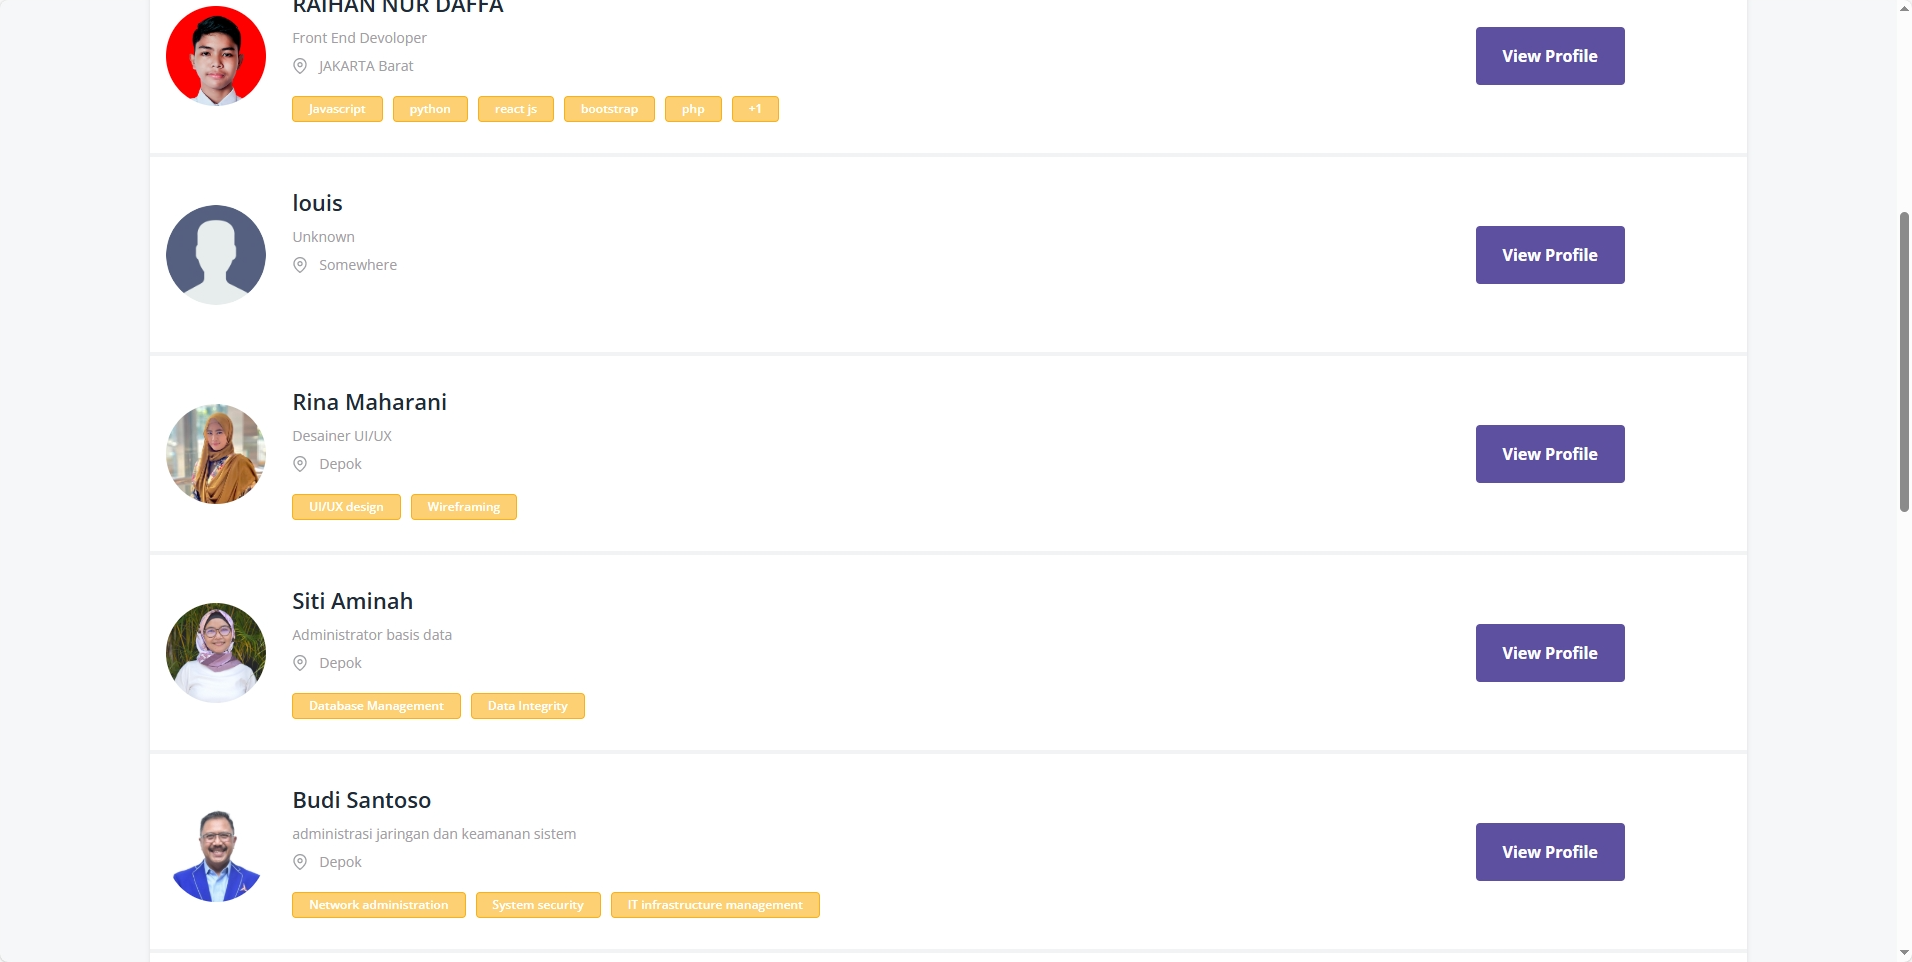 RAIHAN NUR DAFFA
Front End Devoloper
JAKARTA Barat
View Profile
Javascript python react js bootstrap php +1
louis
Unknown
Somewhere
View Profile
Rina Maharani
Desainer UI/UX
Depok
View Profile
UI/UX design Wireframing
Siti Aminah
Administrator basis data
Depok
View Profile
Database Management Data Integrity
Budi Santoso
administrasi jaringan dan keamanan sistem
Depok
View Profile
Network administration System security IT infrastructure management